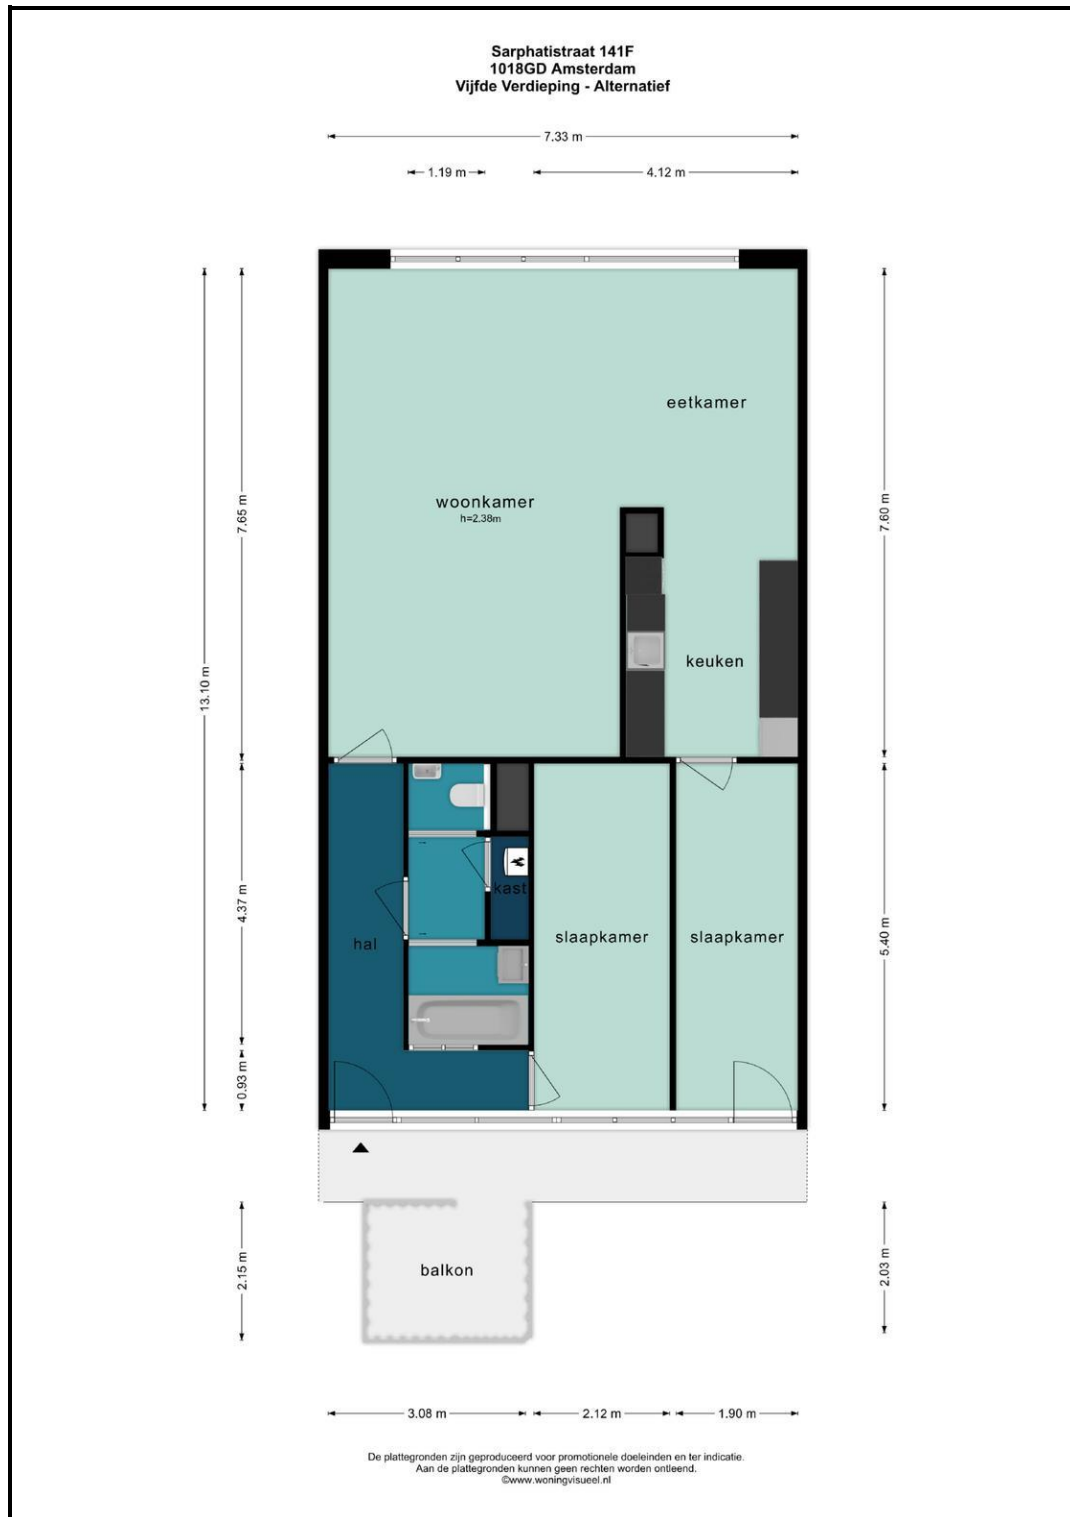 Sarphatistraat 141F
1018GD Amsterdam
Vijfde Verdieping - Alternatief
7.33 m
1.19 m
4.12 m
eetkamer
woonkamer
h=2.38m
7.65 m
7.60 m
13.10 m
keuken
kast
hal
slaapkamer
slaapkamer
4.37 m
5.40 m
0.93 m
balkon
2.15 m
2.03 m
3.08 m
2.12 m
1.90 m
De plattegronden zijn geproduceerd voor promotionele doeleinden en ter indicatie.
Aan de plattegronden kunnen geen rechten worden ontleend.
©www.woningvisueel.nl